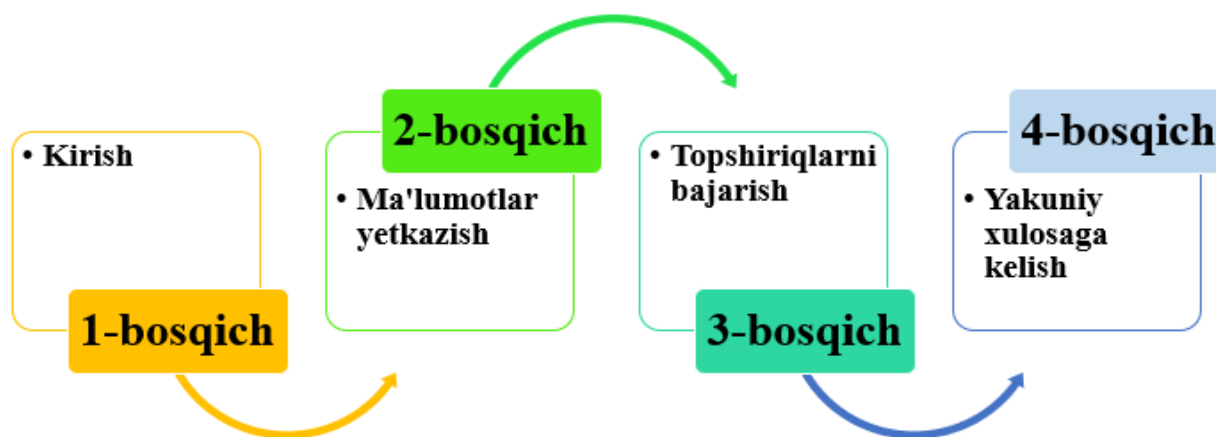 • Kirish
1-bosqich
2-bosqich
• Ma'lumotlar
yetkazish
• Topshiriqlarni
bajarish
3-bosqich
4-bosqich
• Yakuniy
xulosaga
kelish